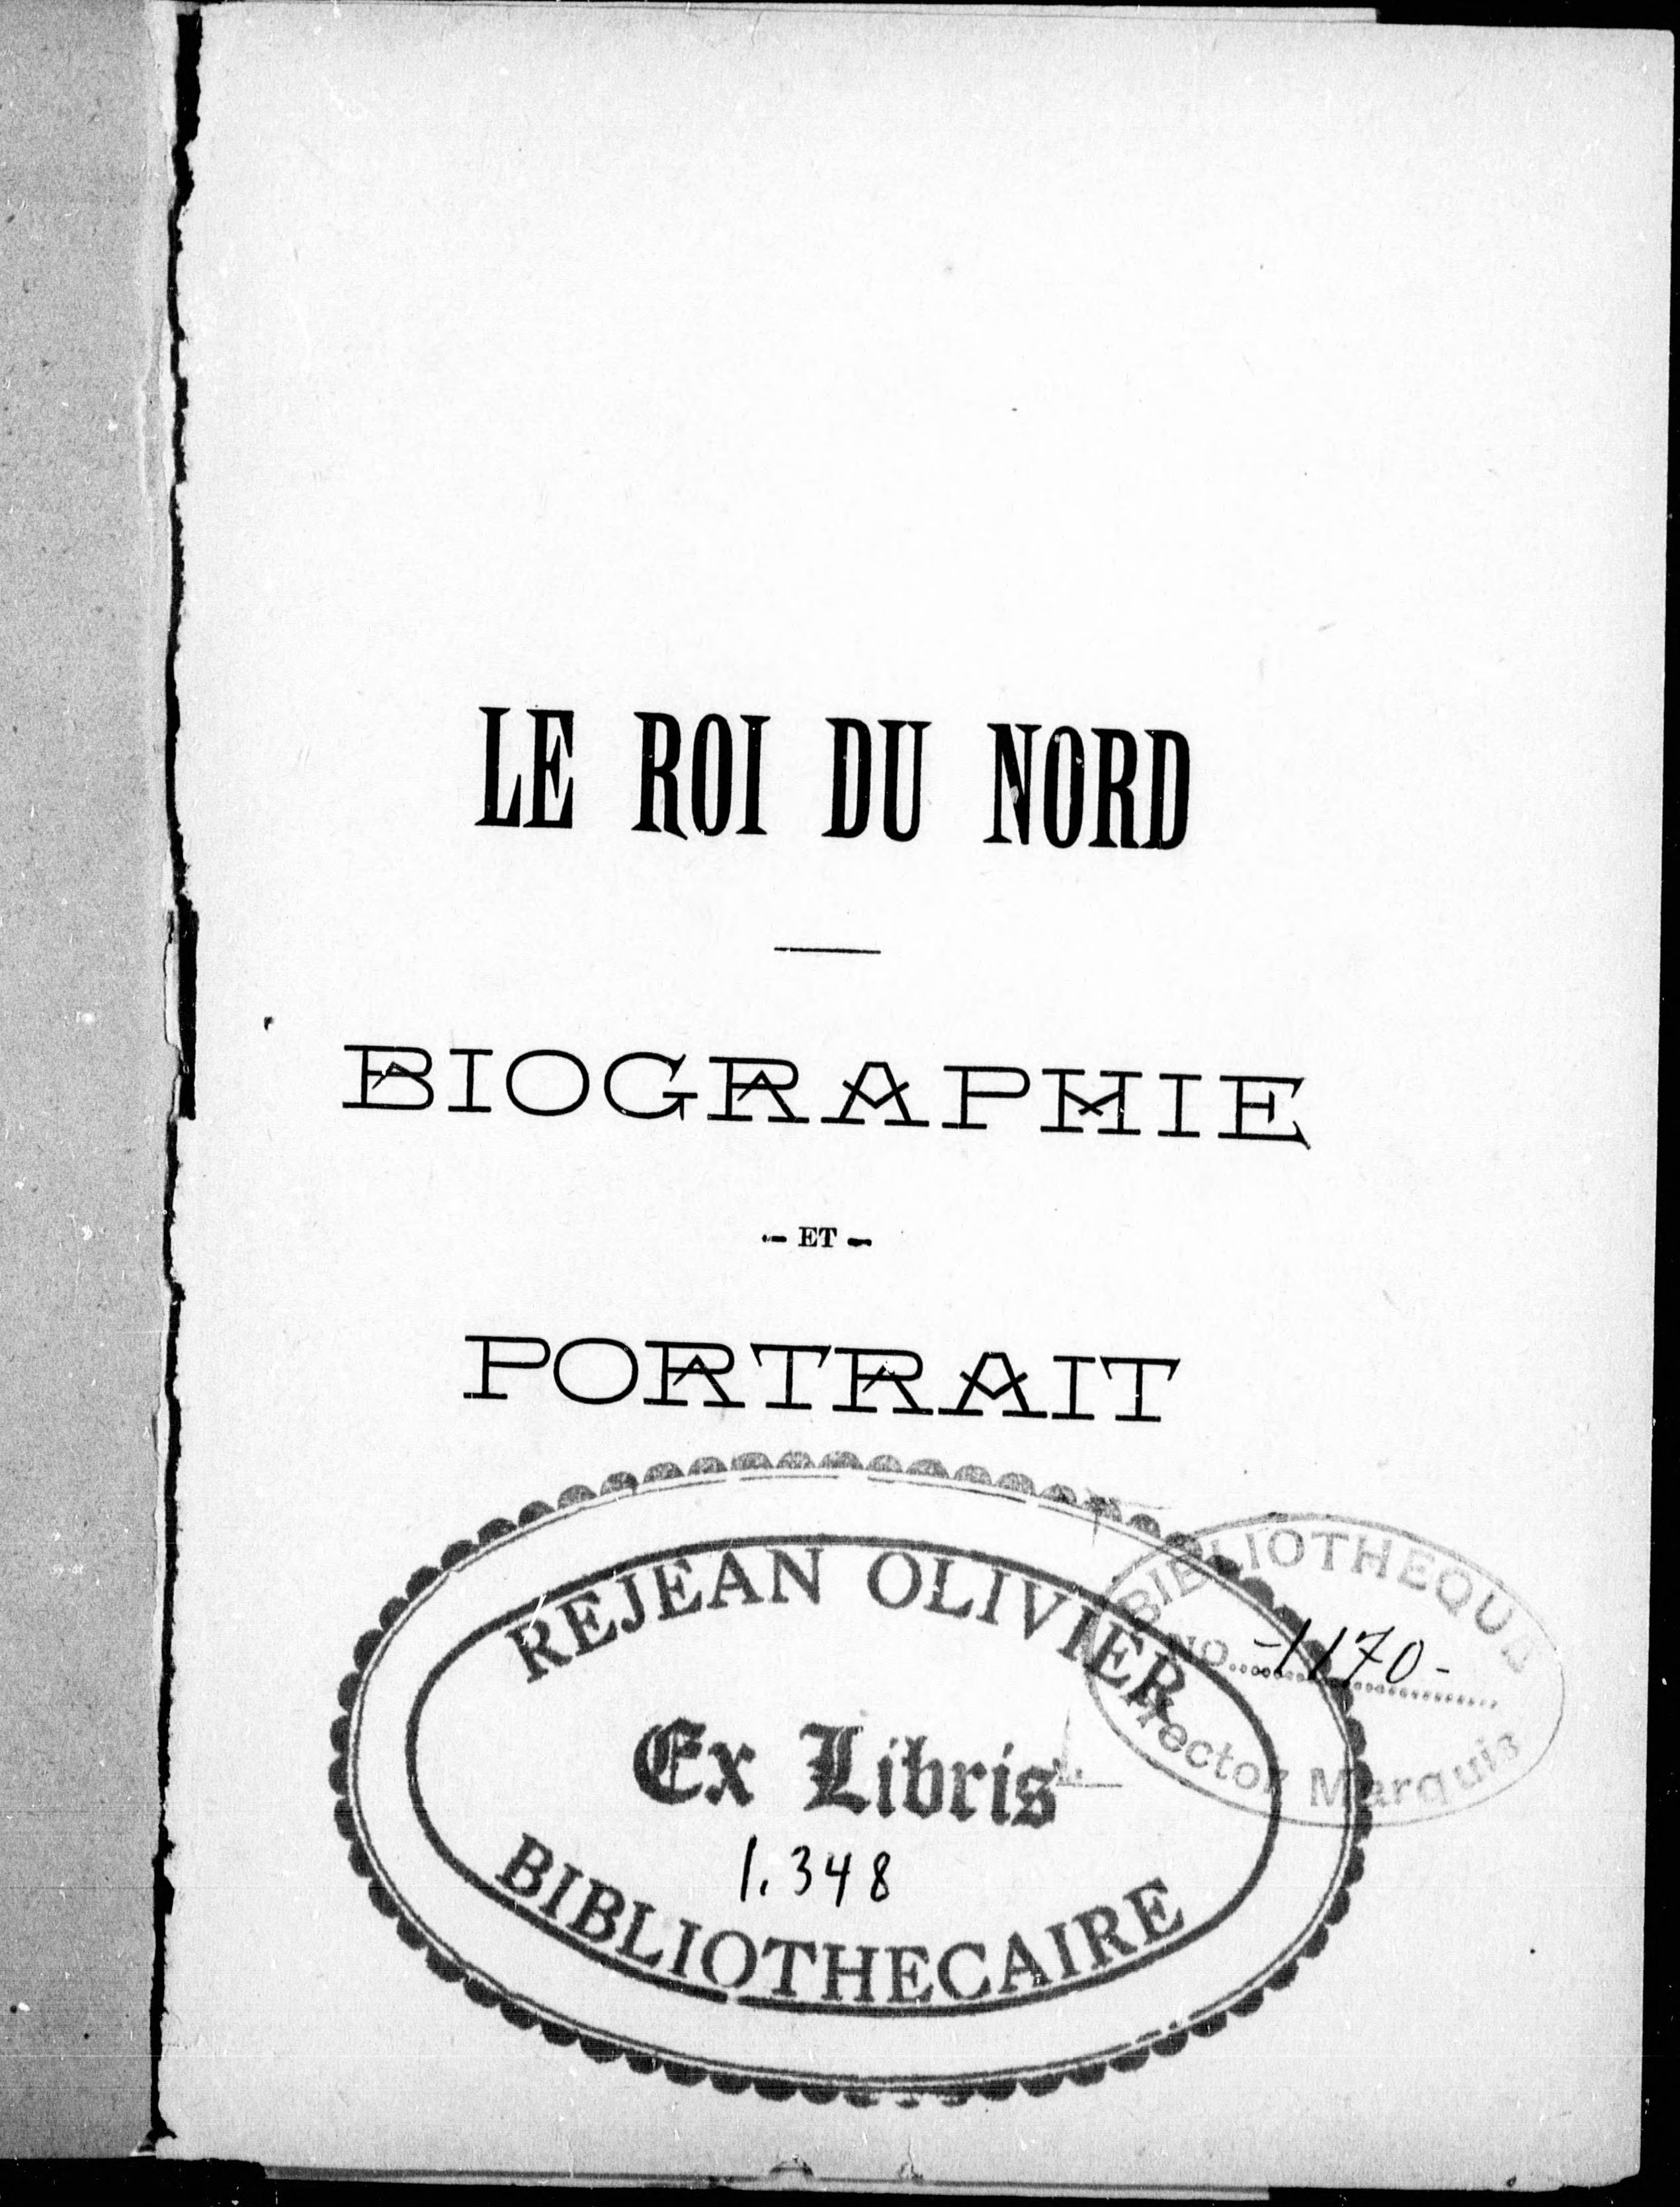 LE ROI DU NORD
BIOGRAPHIE
- ET -
PORTRAIT
REJEAN OLIVIER
Ex Libris
1.348
BIBLIOTHECAIRE
BIBLIOTHEQUE
NO. -1170-
Hector Marquis